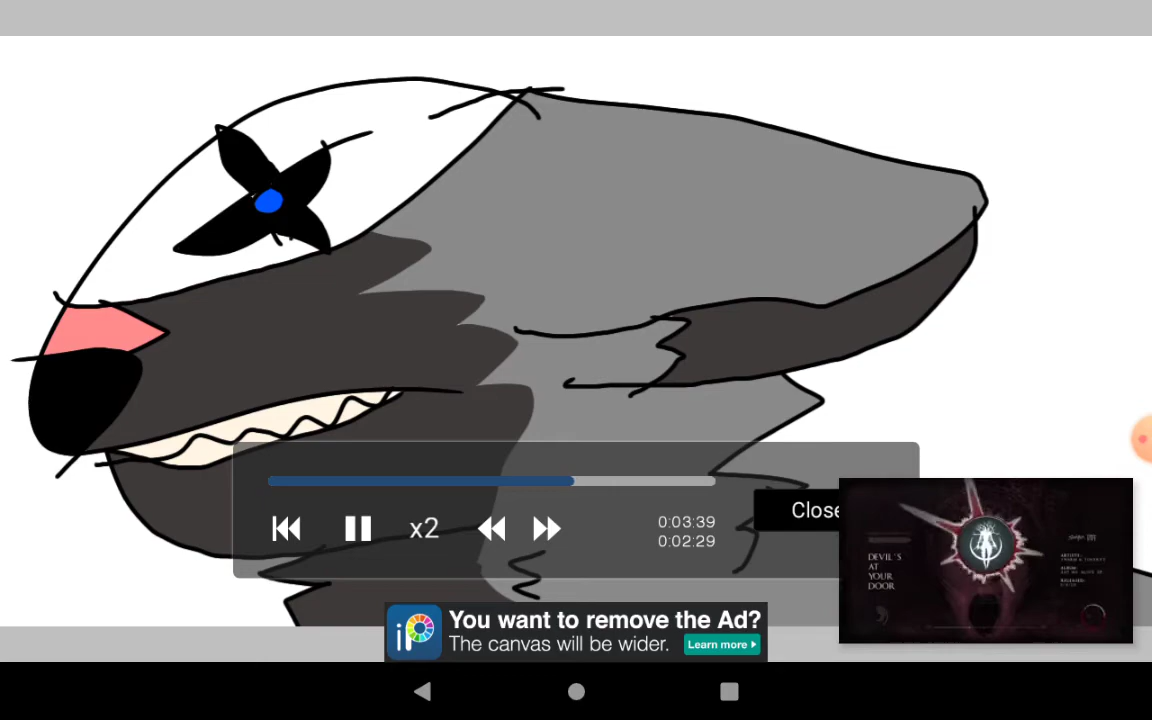 x2
0:03:39
0:02:29
Close
DEVIL'S
AT
YOUR
DOOR
iP
You want to remove the Ad?
The canvas will be wider.
Learn more